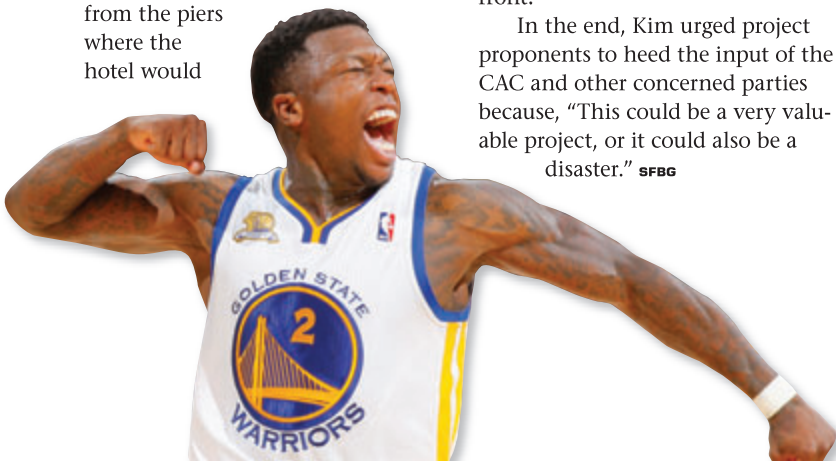 from the piers
where the
hotel would
In the end, Kim urged project
proponents to heed the input of the
CAC and other concerned parties
because, “This could be a very valu-
able project, or it could also be a
disaster.” SFBG
GOLDEN STATE
2
WARRIORS